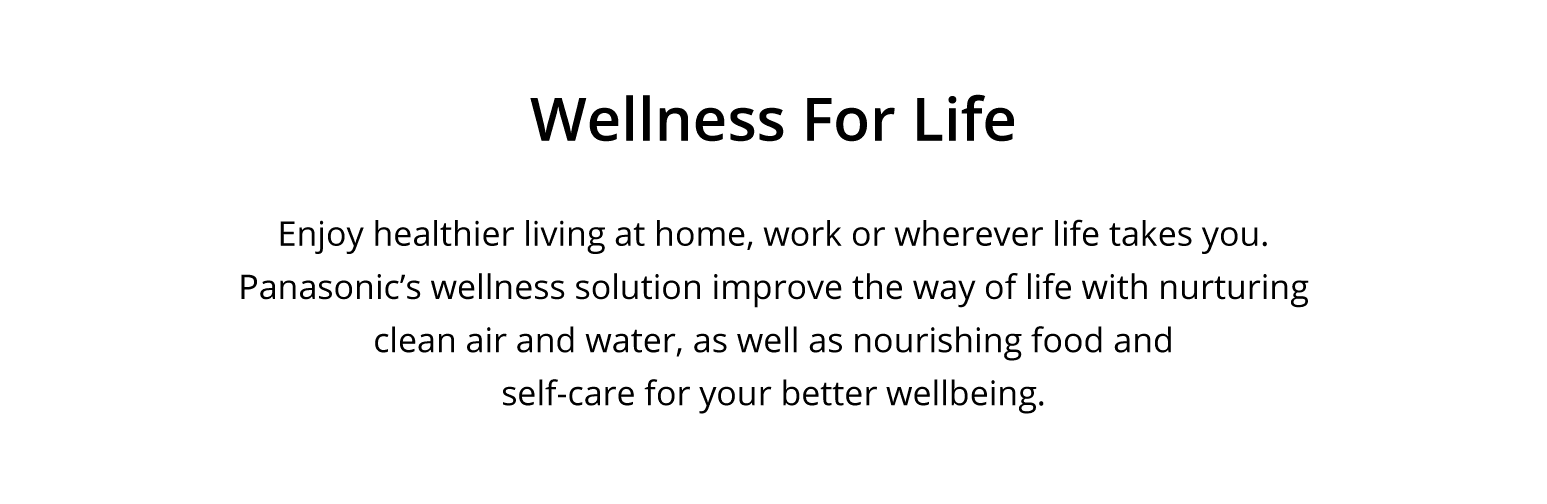 Wellness For Life
Enjoy healthier living at home, work or wherever life takes you.
Panasonic’s wellness solution improve the way of life with nurturing
clean air and water, as well as nourishing food and
self-care for your better wellbeing.